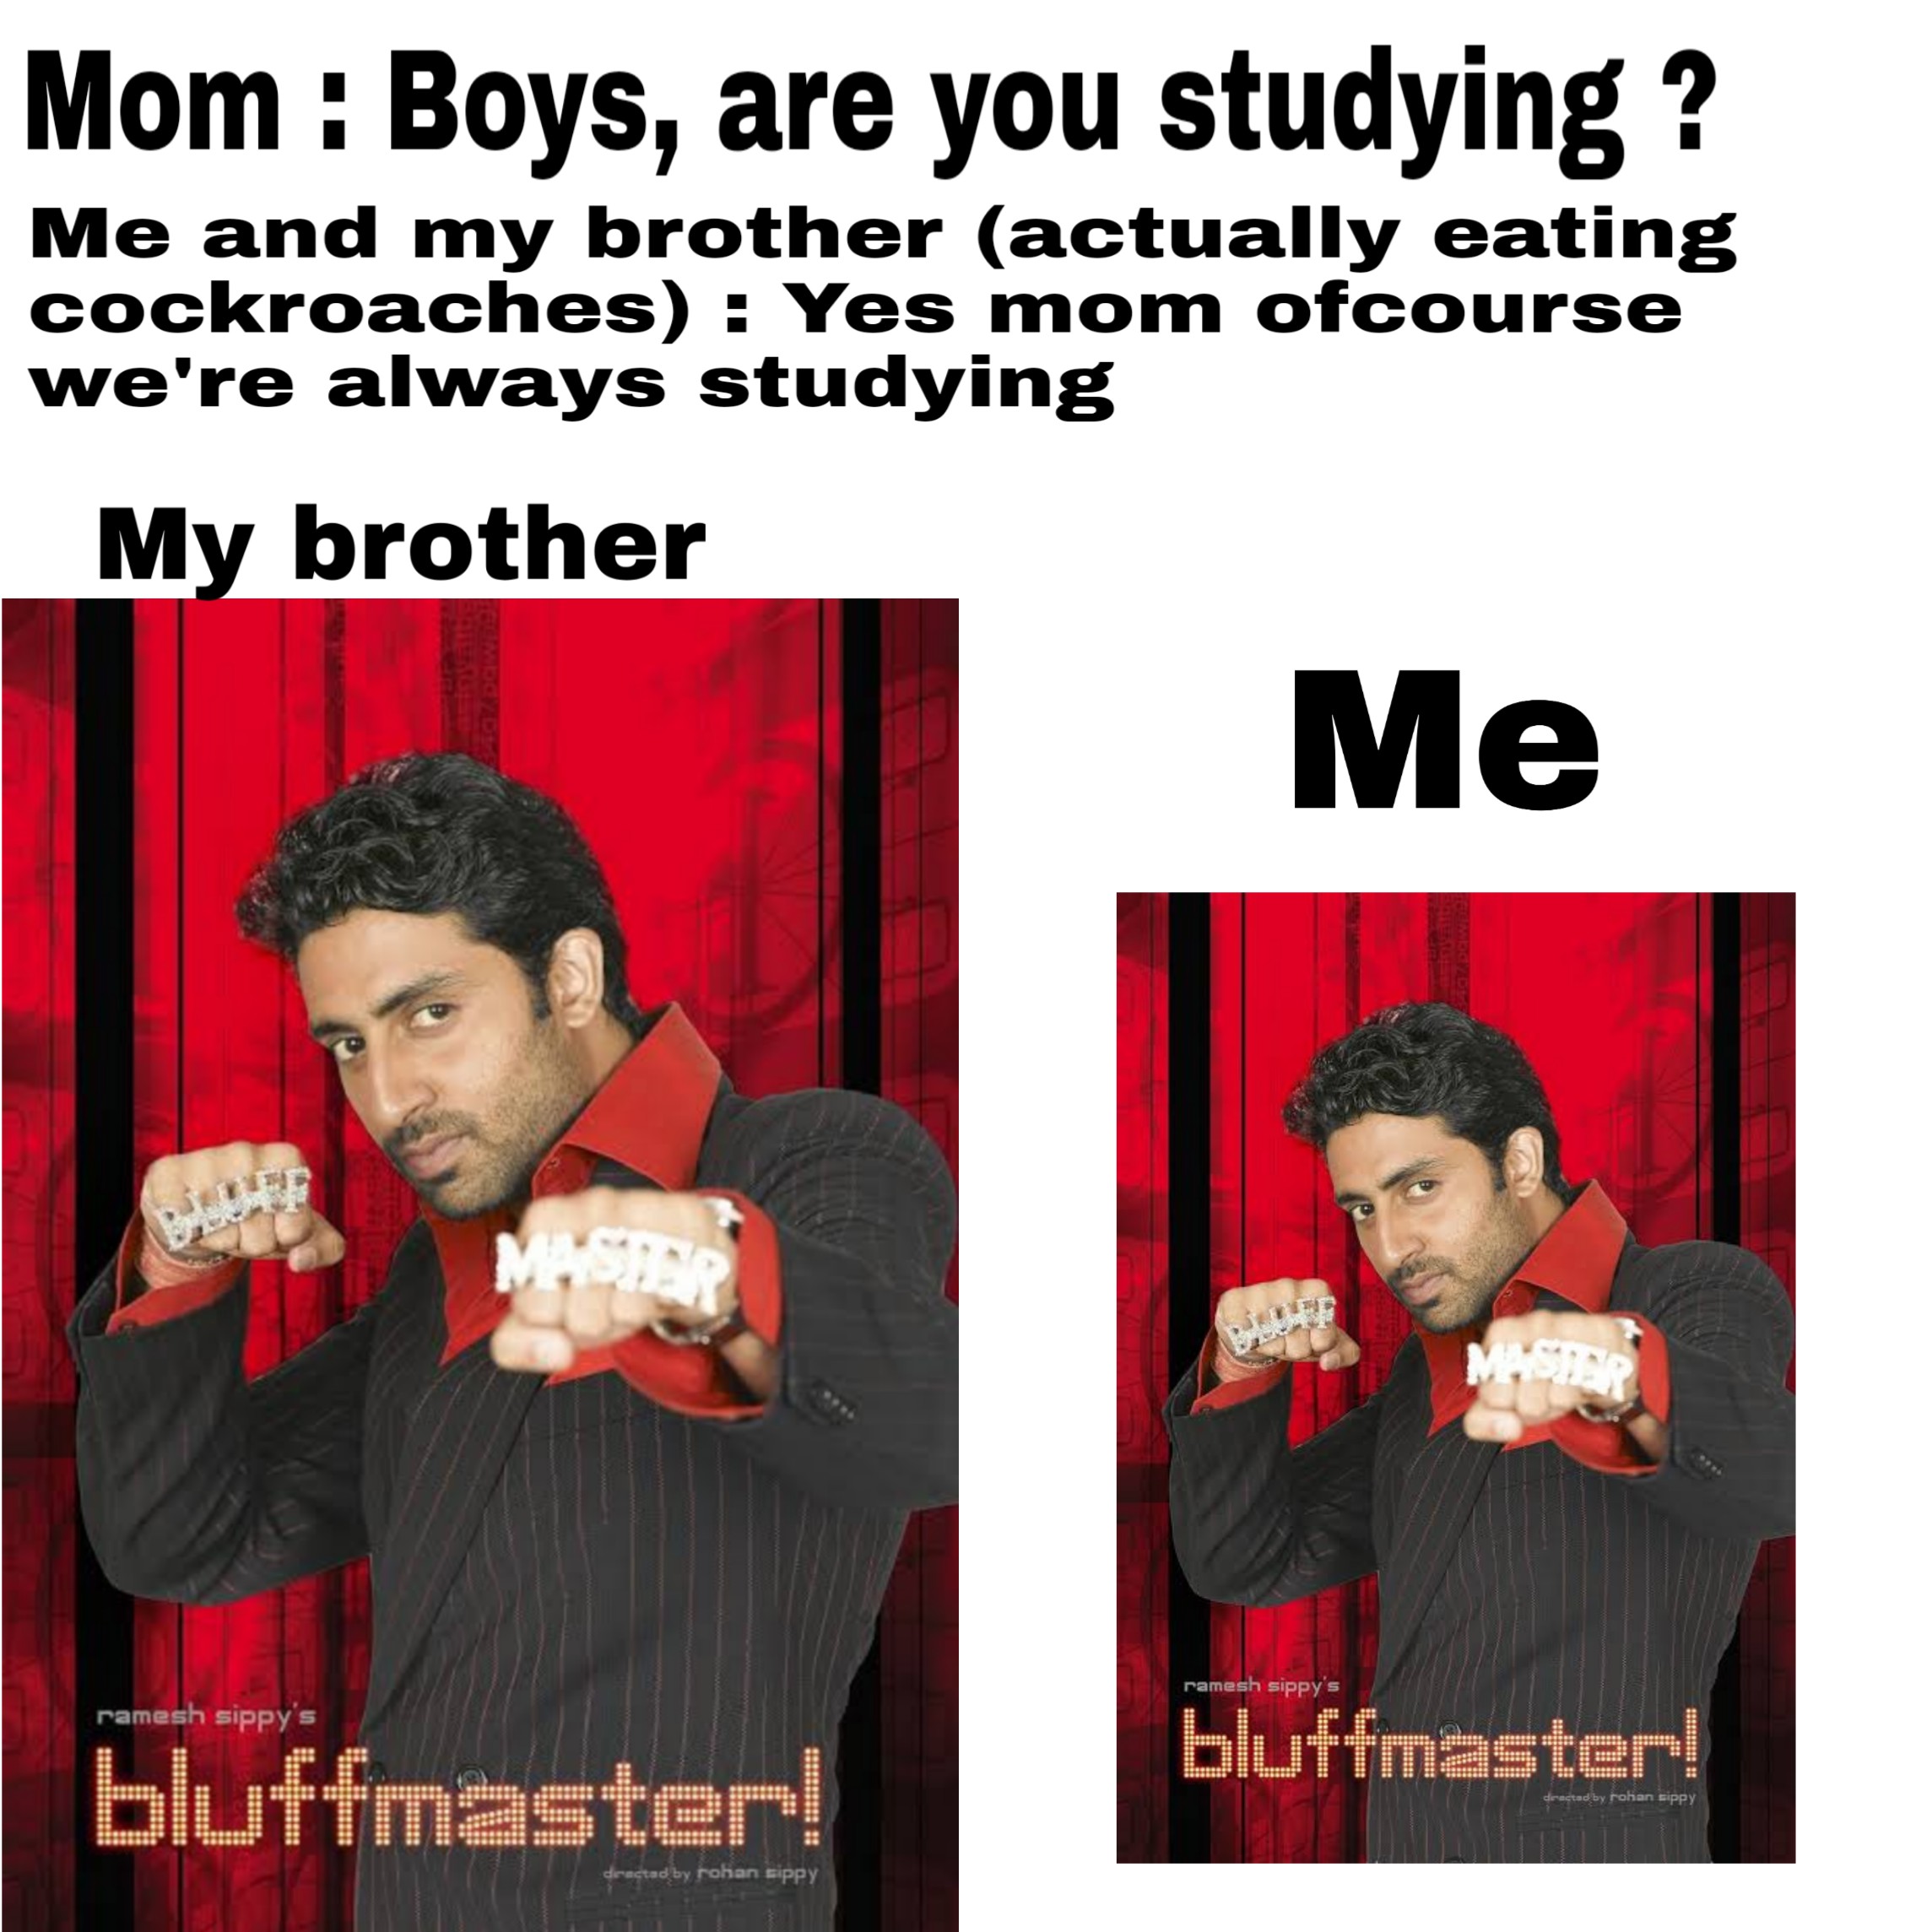 Mom : Boys, are you studying ?
Me and my brother (actually eating
cockroaches) : Yes mom ofcourse
we're always studying
My brother
Me
BLUFF
MASTER
ramesh sippy's
bluffmaster!
directed by rohan sippy
BLUFF
MASTER
ramesh sippy's
bluffmaster!
directed by rohan sippy